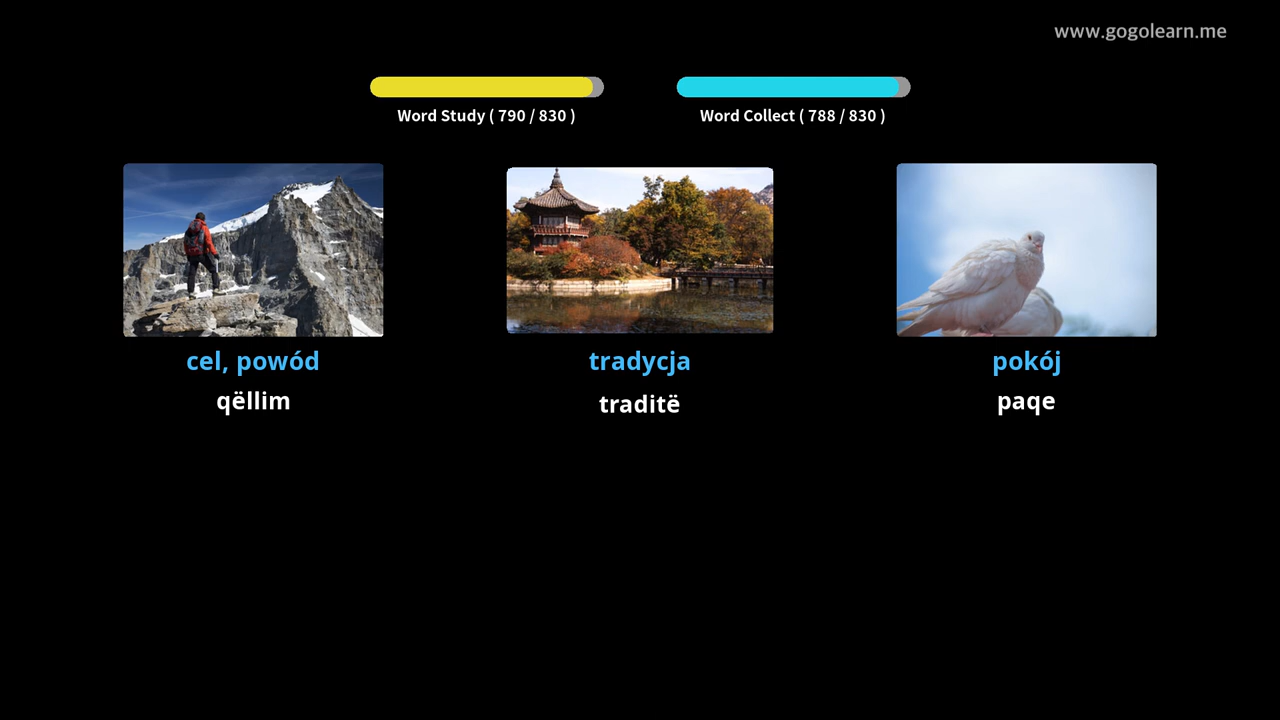 www.gogolearn.me
Word Study ( 790 / 830 )
Word Collect ( 788 / 830 )
cel, powód
tradycja
pokój
qëllim
traditë
paqe